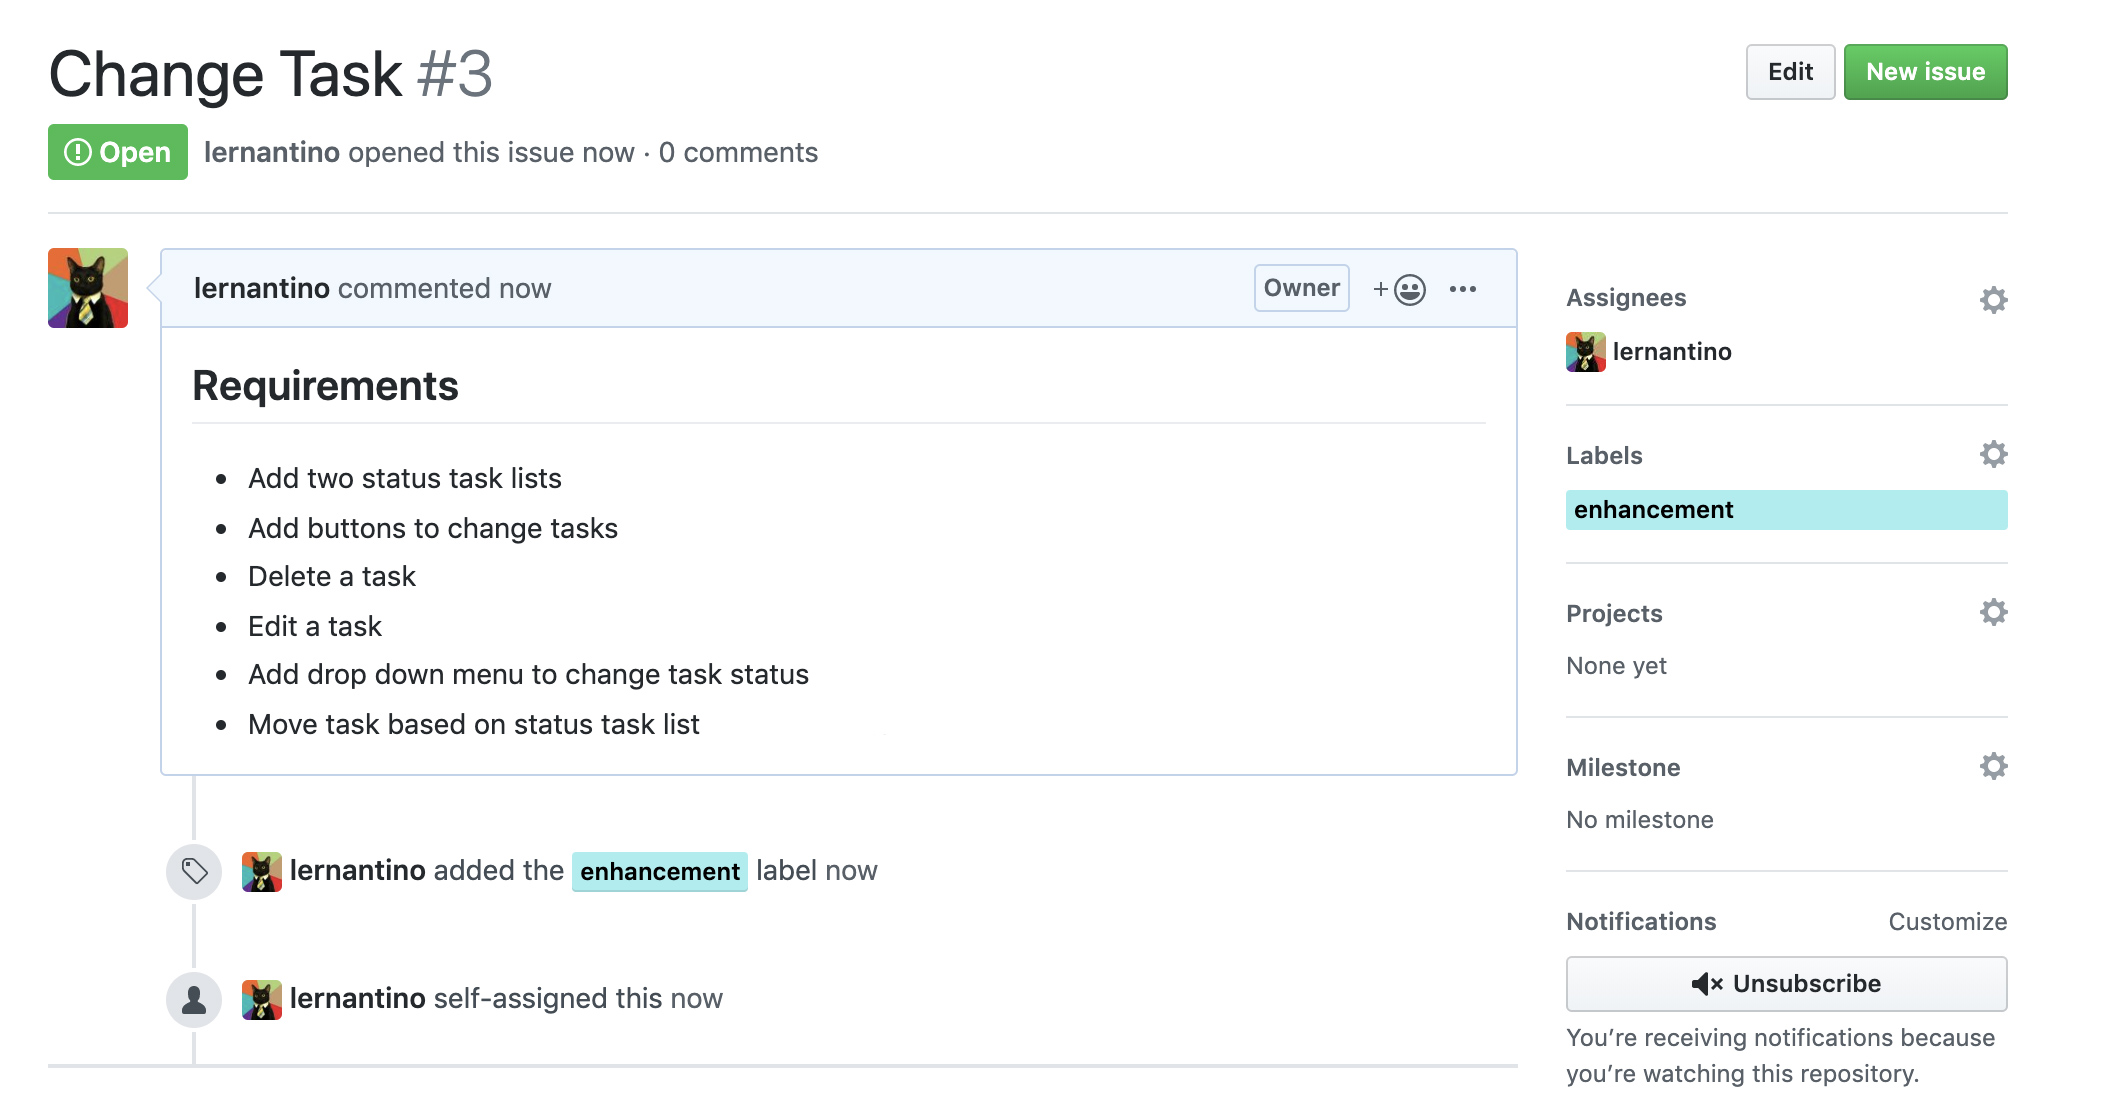 Change Task #3
Edit
New issue
Open
lernantino opened this issue now · 0 comments
lernantino commented now
Owner
Requirements
• Add two status task lists
• Add buttons to change tasks
• Delete a task
• Edit a task
• Add drop down menu to change task status
• Move task based on status task list
lernantino added the enhancement label now
lernantino self-assigned this now
Assignees
lernantino
Labels
enhancement
Projects
None yet
Milestone
No milestone
Notifications
Customize
Unsubscribe
You’re receiving notifications because
you’re watching this repository.